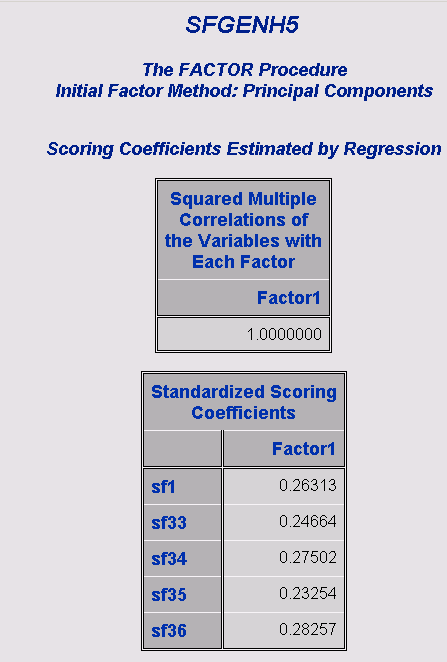 SFGENH5
The FACTOR Procedure
Initial Factor Method: Principal Components
Scoring Coefficients Estimated by Regression
Squared Multiple
Correlations of
the Variables with
Each Factor
Factor1
1.0000000
Standardized Scoring
Coefficients
Factor1
sf1 0.26313
sf33 0.24664
sf34 0.27502
sf35 0.23254
sf36 0.28257